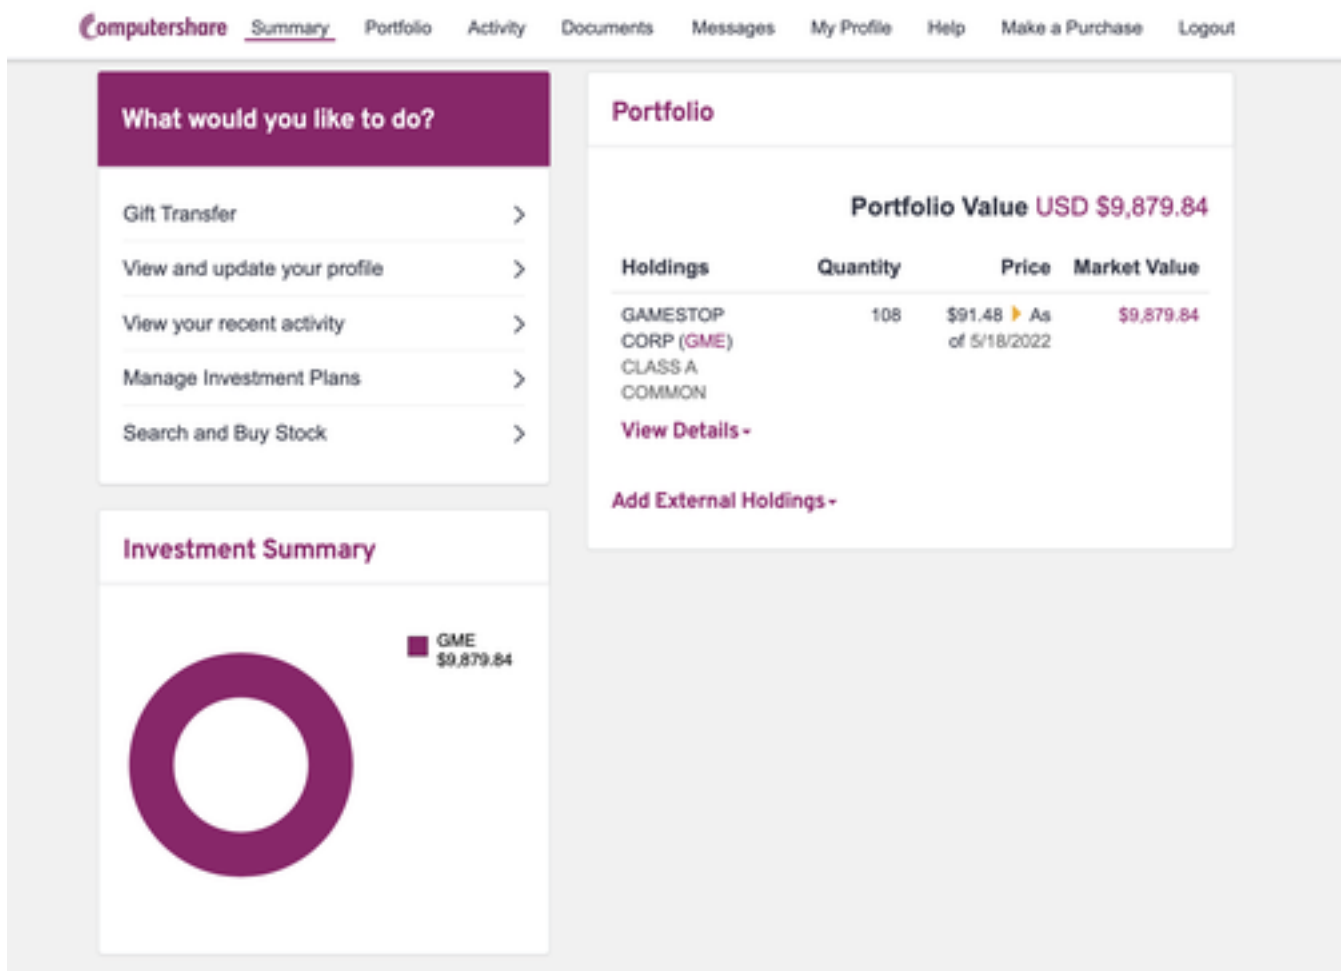 Computershare Summary Portfolio Activity Documents Messages My Profile Help Make a Purchase Logout
What would you like to do?
Gift Transfer
View and update your profile
View your recent activity
Manage Investment Plans
Search and Buy Stock
Investment Summary
GME
$9,879.84
Portfolio
Portfolio Value USD $9,879.84
Holdings Quantity Price Market Value
GAMESTOP 108 $91.48 As $9,879.84
CORP (GME) of 5/18/2022
CLASS A
COMMON
View Details
Add External Holdings